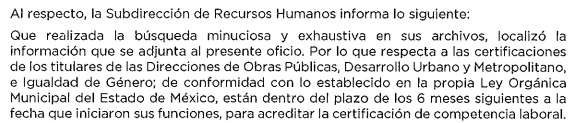 Al respecto, la Subdirección de Recursos Humanos informa lo siguiente:
Que realizada la búsqueda minuciosa y exhaustiva en sus archivos, localizó la
información que se adjunta al presente oficio. Por lo que respecta a las certificaciones
de los titulares de las Direcciones de Obras Públicas, Desarrollo Urbano y Metropolitano,
e Igualdad de Género; de conformidad con lo establecido en la propia Ley Orgánica
Municipal del Estado de México, están dentro del plazo de los 6 meses siguientes a la
fecha que iniciaron sus funciones, para acreditar la certificación de competencia laboral.